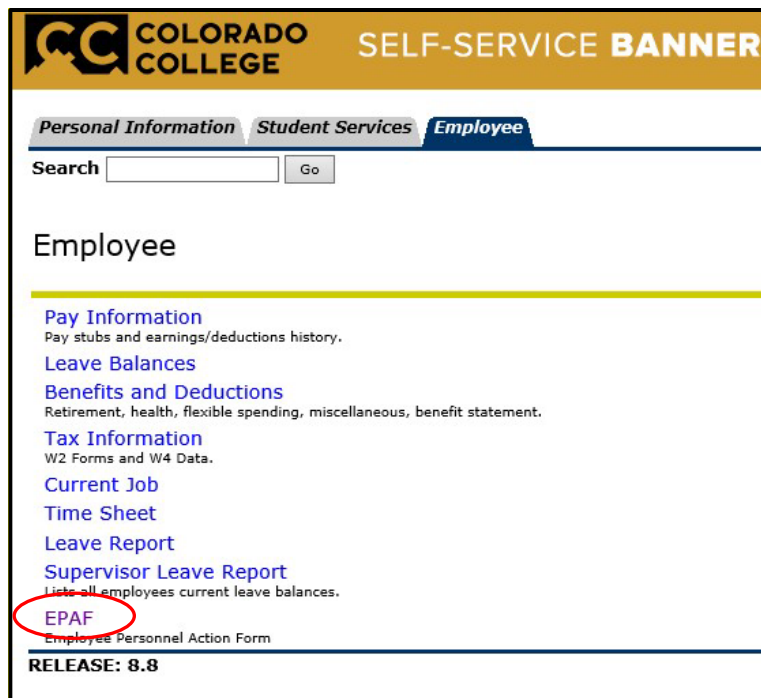 COLORADO
COLLEGE
SELF-SERVICE BANNER
Personal Information Student Services Employee
Search Go
Employee
Pay Information
Pay stubs and earnings/deductions history.
Leave Balances
Benefits and Deductions
Retirement, health, flexible spending, miscellaneous, benefit statement.
Tax Information
W2 Forms and W4 Data.
Current Job
Time Sheet
Leave Report
Supervisor Leave Report
Lists all employees current leave balances.
EPAF
Employee Personnel Action Form
RELEASE: 8.8